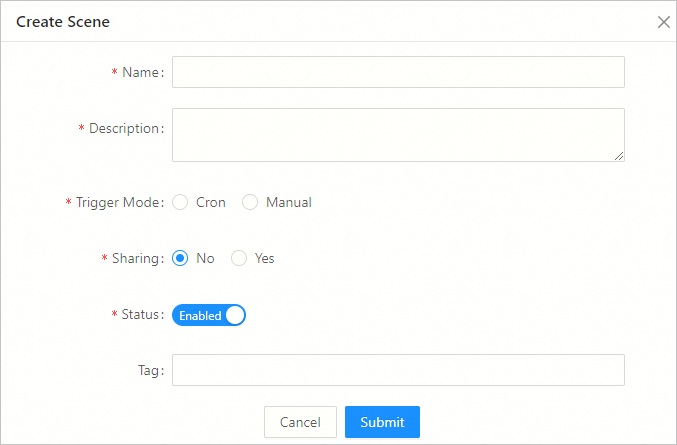 Create Scene
* Name:
* Description:
* Trigger Mode: Cron Manual
* Sharing: No Yes
* Status: Enabled
Tag:
Cancel Submit